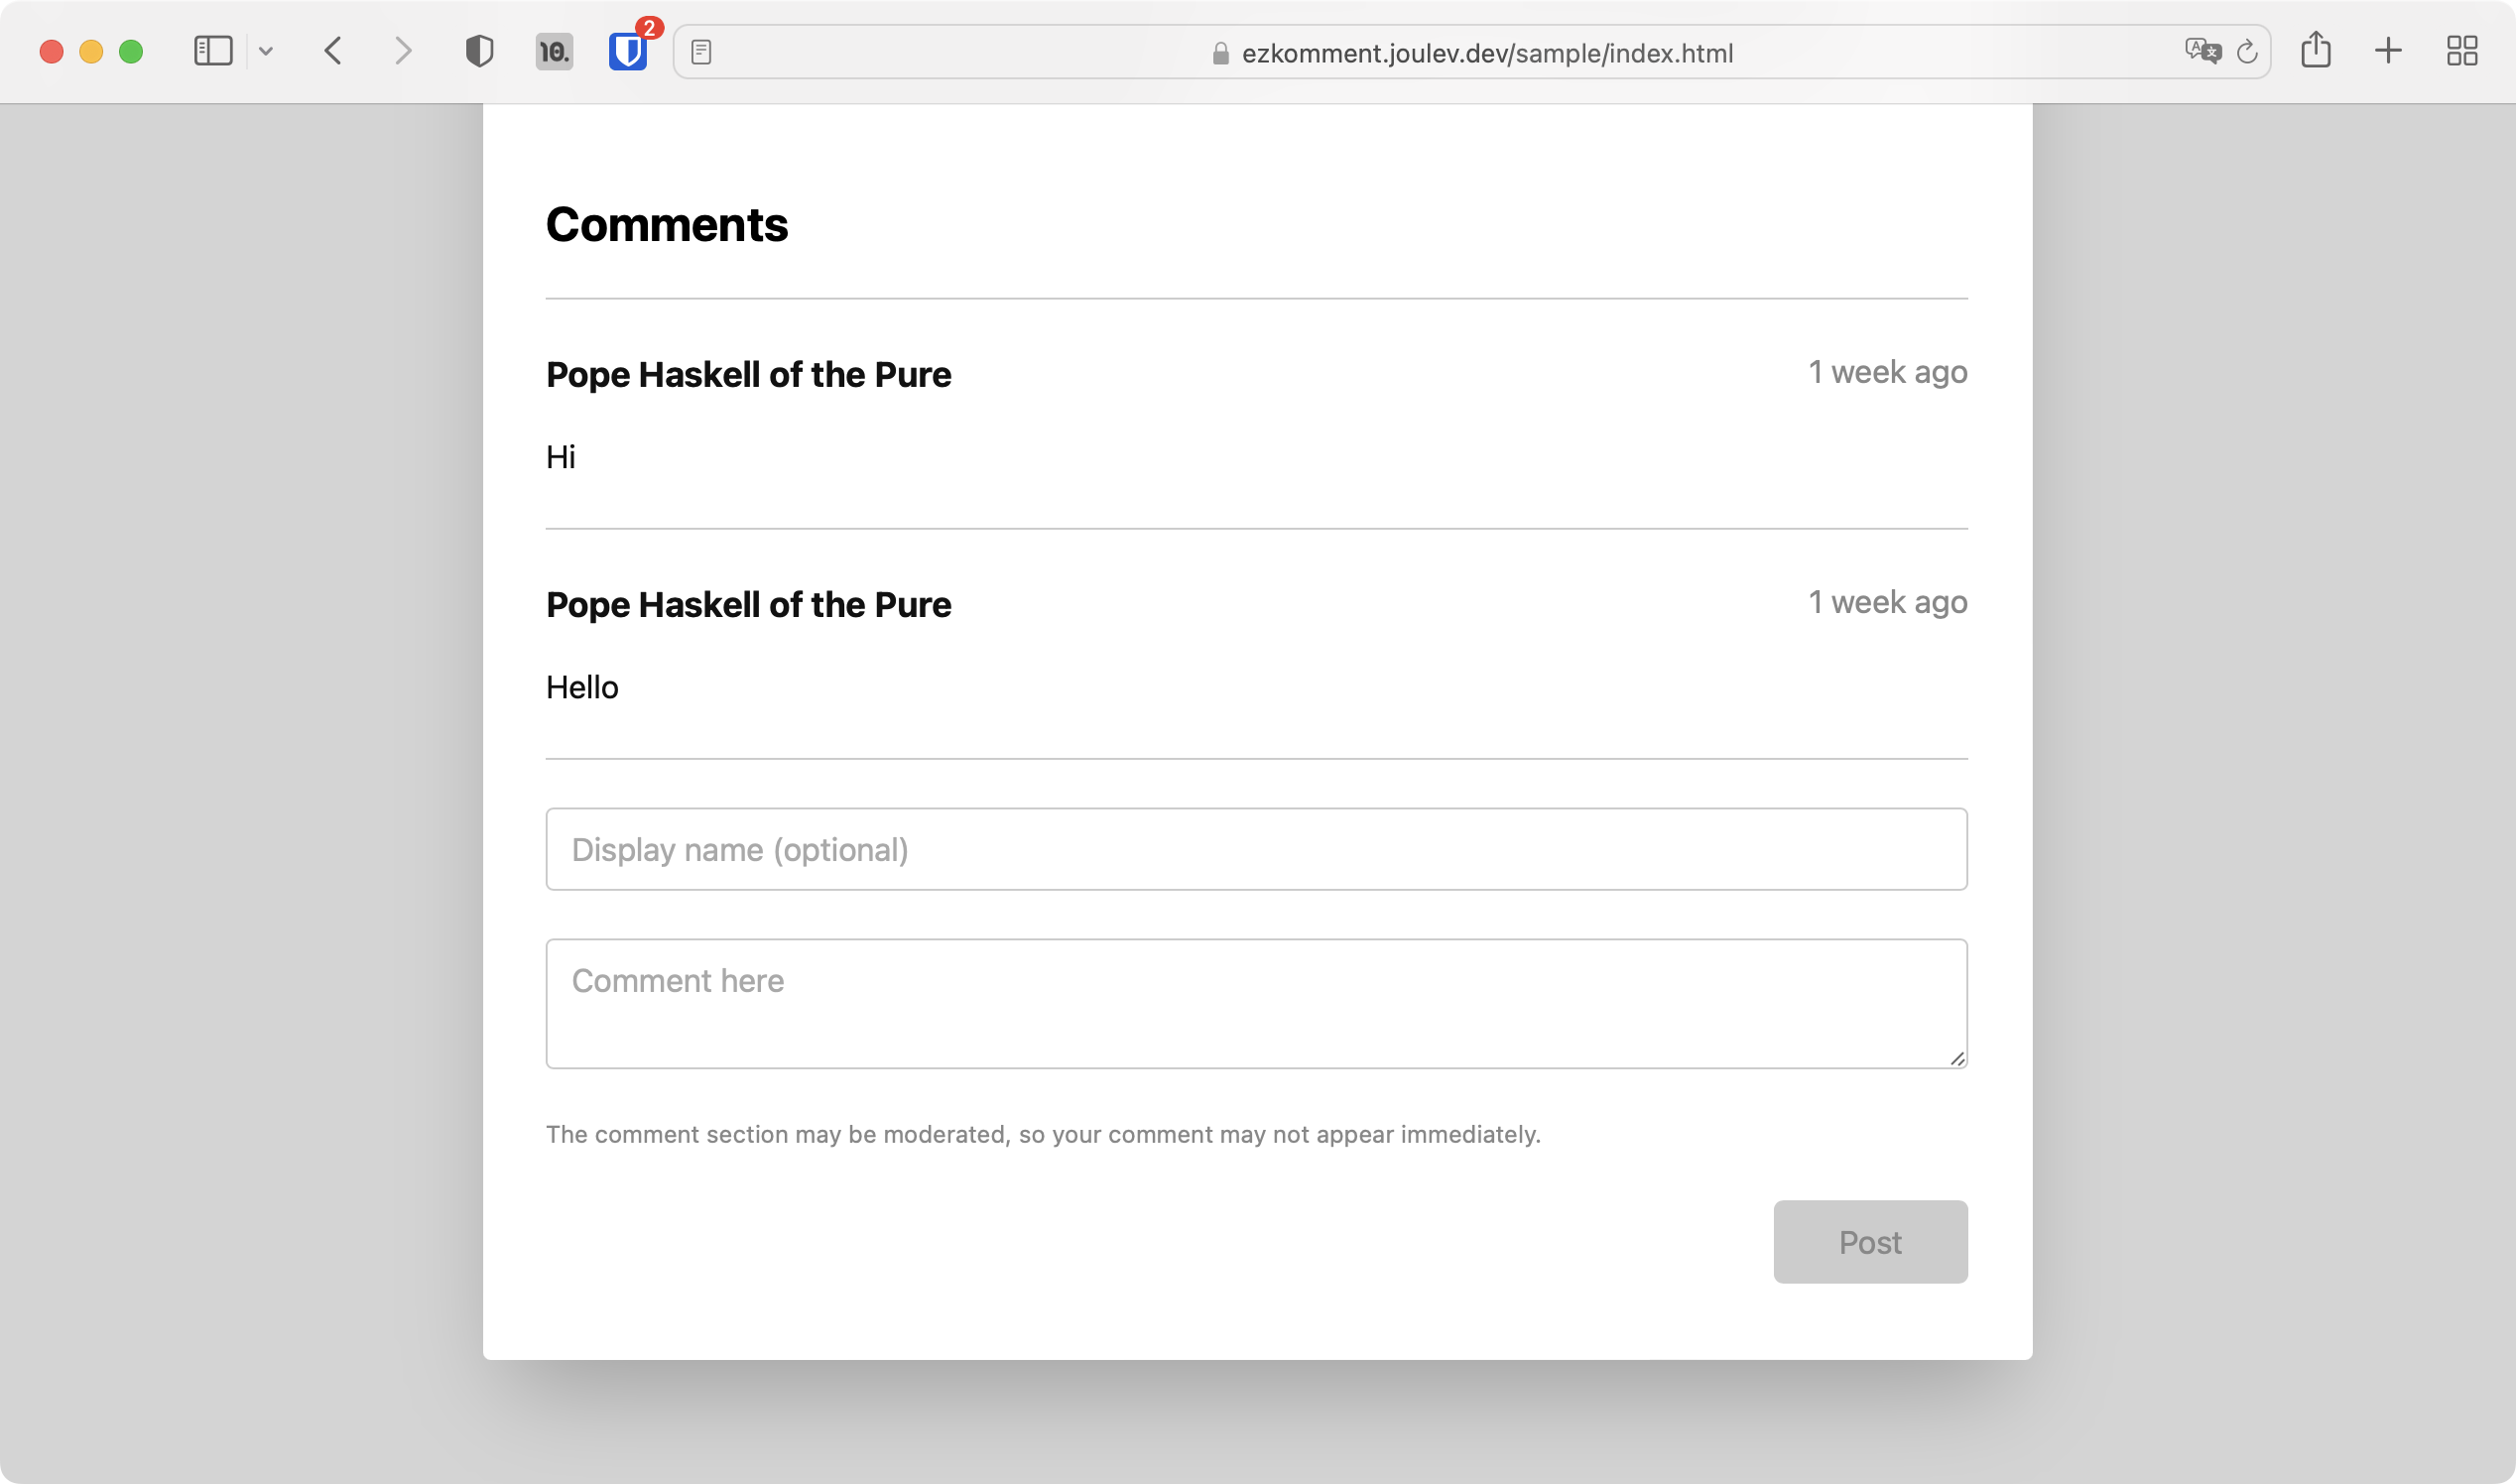 10.
2
ezkomment.joulev.dev/sample/index.html
Comments
Pope Haskell of the Pure
1 week ago
Hi
Pope Haskell of the Pure
1 week ago
Hello
Display name (optional)
Comment here
The comment section may be moderated, so your comment may not appear immediately.
Post